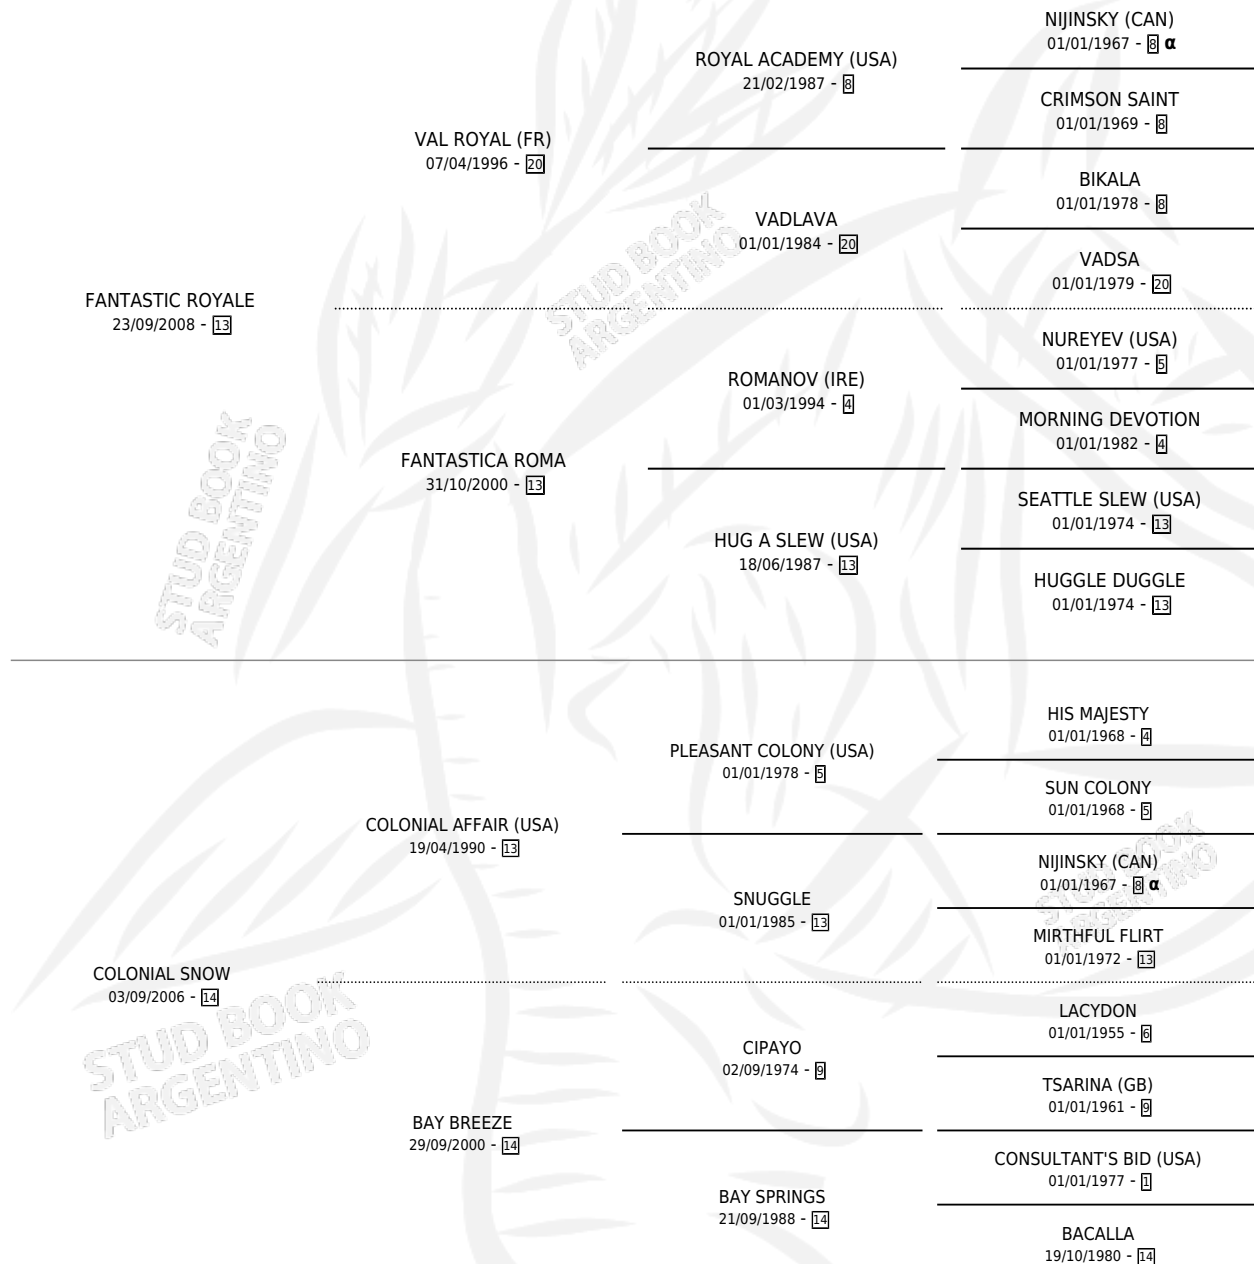 NIJINSKY (CAN)
01/01/1967 - 8 α
ROYAL ACADEMY (USA)
21/02/1987 - 8
CRIMSON SAINT
01/01/1969 - 8
VAL ROYAL (FR)
07/04/1996 - 20
BIKALA
01/01/1978 - 8
VADLAVA
01/01/1984 - 20
VADSA
01/01/1979 - 20
FANTASTIC ROYALE
23/09/2008 - 13
NUREYEV (USA)
01/01/1977 - 5
ROMANOV (IRE)
01/03/1994 - 4
MORNING DEVOTION
01/01/1982 - 4
FANTASTICA ROMA
31/10/2000 - 13
SEATTLE SLEW (USA)
01/01/1974 - 13
HUG A SLEW (USA)
18/06/1987 - 13
HUGGLE DUGGLE
01/01/1974 - 13
HIS MAJESTY
01/01/1968 - 4
PLEASANT COLONY (USA)
01/01/1978 - 5
SUN COLONY
01/01/1968 - 5
COLONIAL AFFAIR (USA)
19/04/1990 - 13
NIJINSKY (CAN)
01/01/1967 - 8 α
SNUGGLE
01/01/1985 - 13
MIRTHFUL FLIRT
01/01/1972 - 13
COLONIAL SNOW
03/09/2006 - 14
LACYDON
01/01/1955 - 6
CIPAYO
02/09/1974 - 9
TSARINA (GB)
01/01/1961 - 9
BAY BREEZE
29/09/2000 - 14
CONSULTANT'S BID (USA)
01/01/1977 - 1
BAY SPRINGS
21/09/1988 - 14
BACALLA
19/10/1980 - 14
STUD BOOK
ARGENTINO
STUD BOOK
ARGENTINO
STUD BOOK
ARGENTINO
STUD BOOK
ARGENTINO